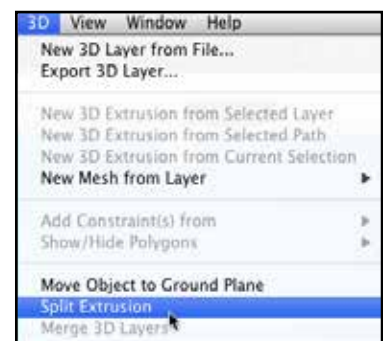 3D View Window Help
New 3D Layer from File...
Export 3D Layer...
New 3D Extrusion from Selected Layer
New 3D Extrusion from Selected Path
New 3D Extrusion from Current Selection
New Mesh from Layer
Add Constraint(s) from
Show/Hide Polygons
Move Object to Ground Plane
Split Extrusion
Merge 3D Layers